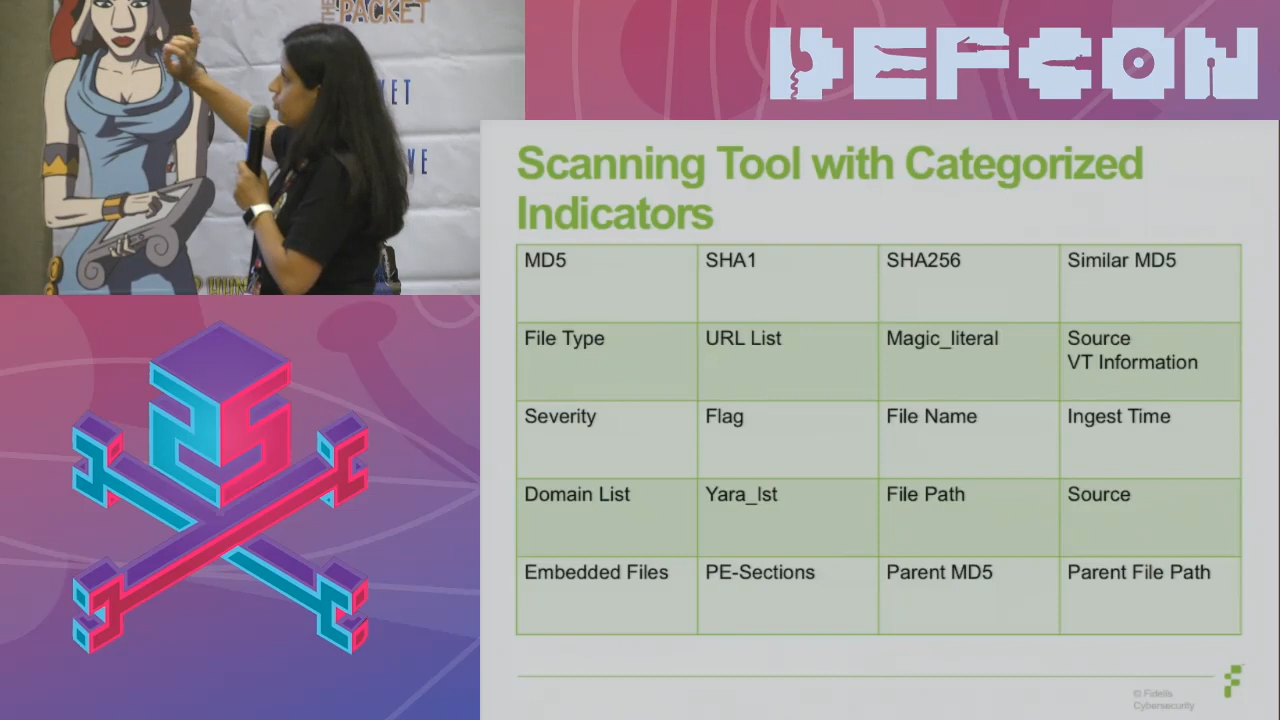 THE
PACKET
DEFCON
Scanning Tool with Categorized
Indicators
MD5
SHA1
SHA256
Similar MD5
File Type
URL List
Magic_literal
Source
VT Information
Severity
Flag
File Name
Ingest Time
Domain List
Yara_lst
File Path
Source
Embedded Files
PE-Sections
Parent MD5
Parent File Path
© Fidelis
Cybersecurity